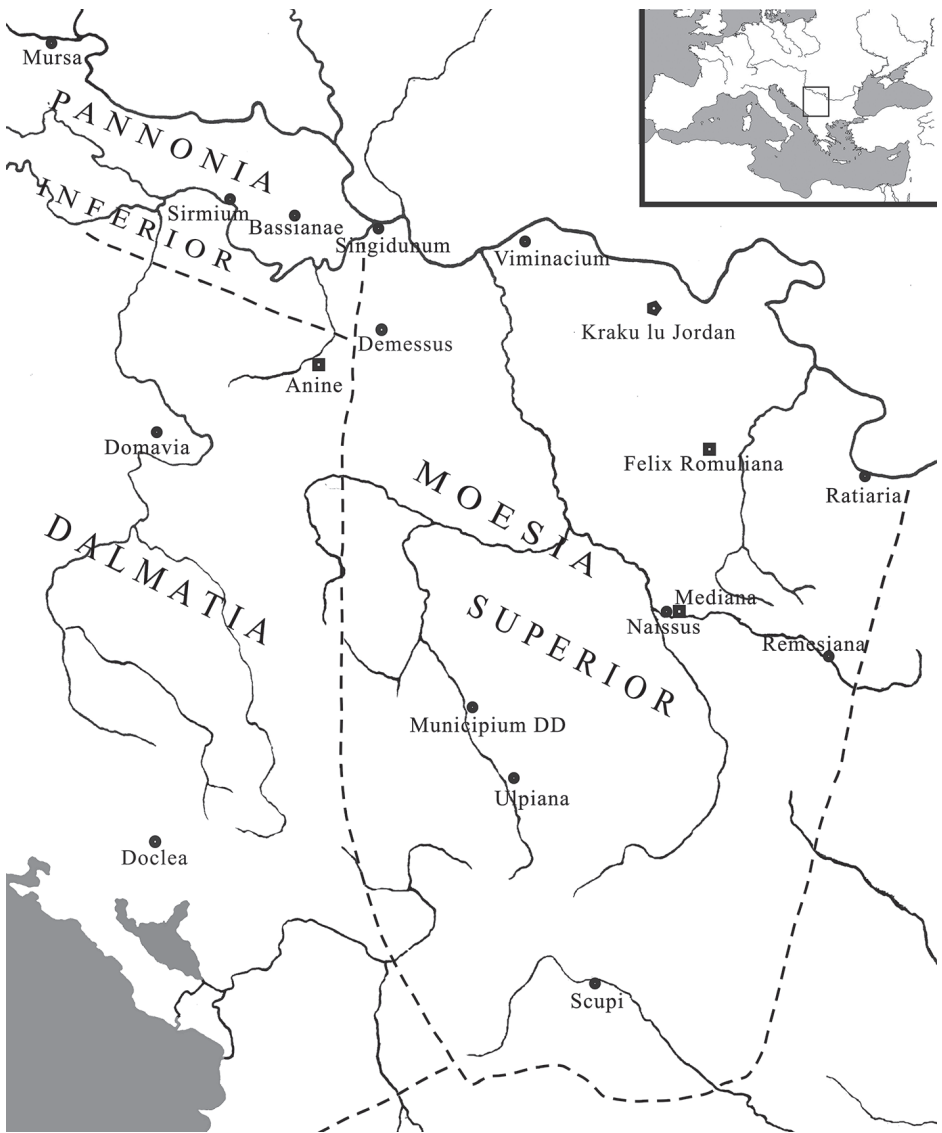 Mursa
PANNONIA
INFERIOR
Sirmium
Bassianae
Singidunum
Viminacium
Kraku lu Jordan
Demessus
Anine
Domavia
Felix Romuliana
Ratiaria
MOESIA
SUPERIOR
DALMATIA
Mediana
Naissus
Remesiana
Municipium DD
Ulpiana
Doclea
Scupi